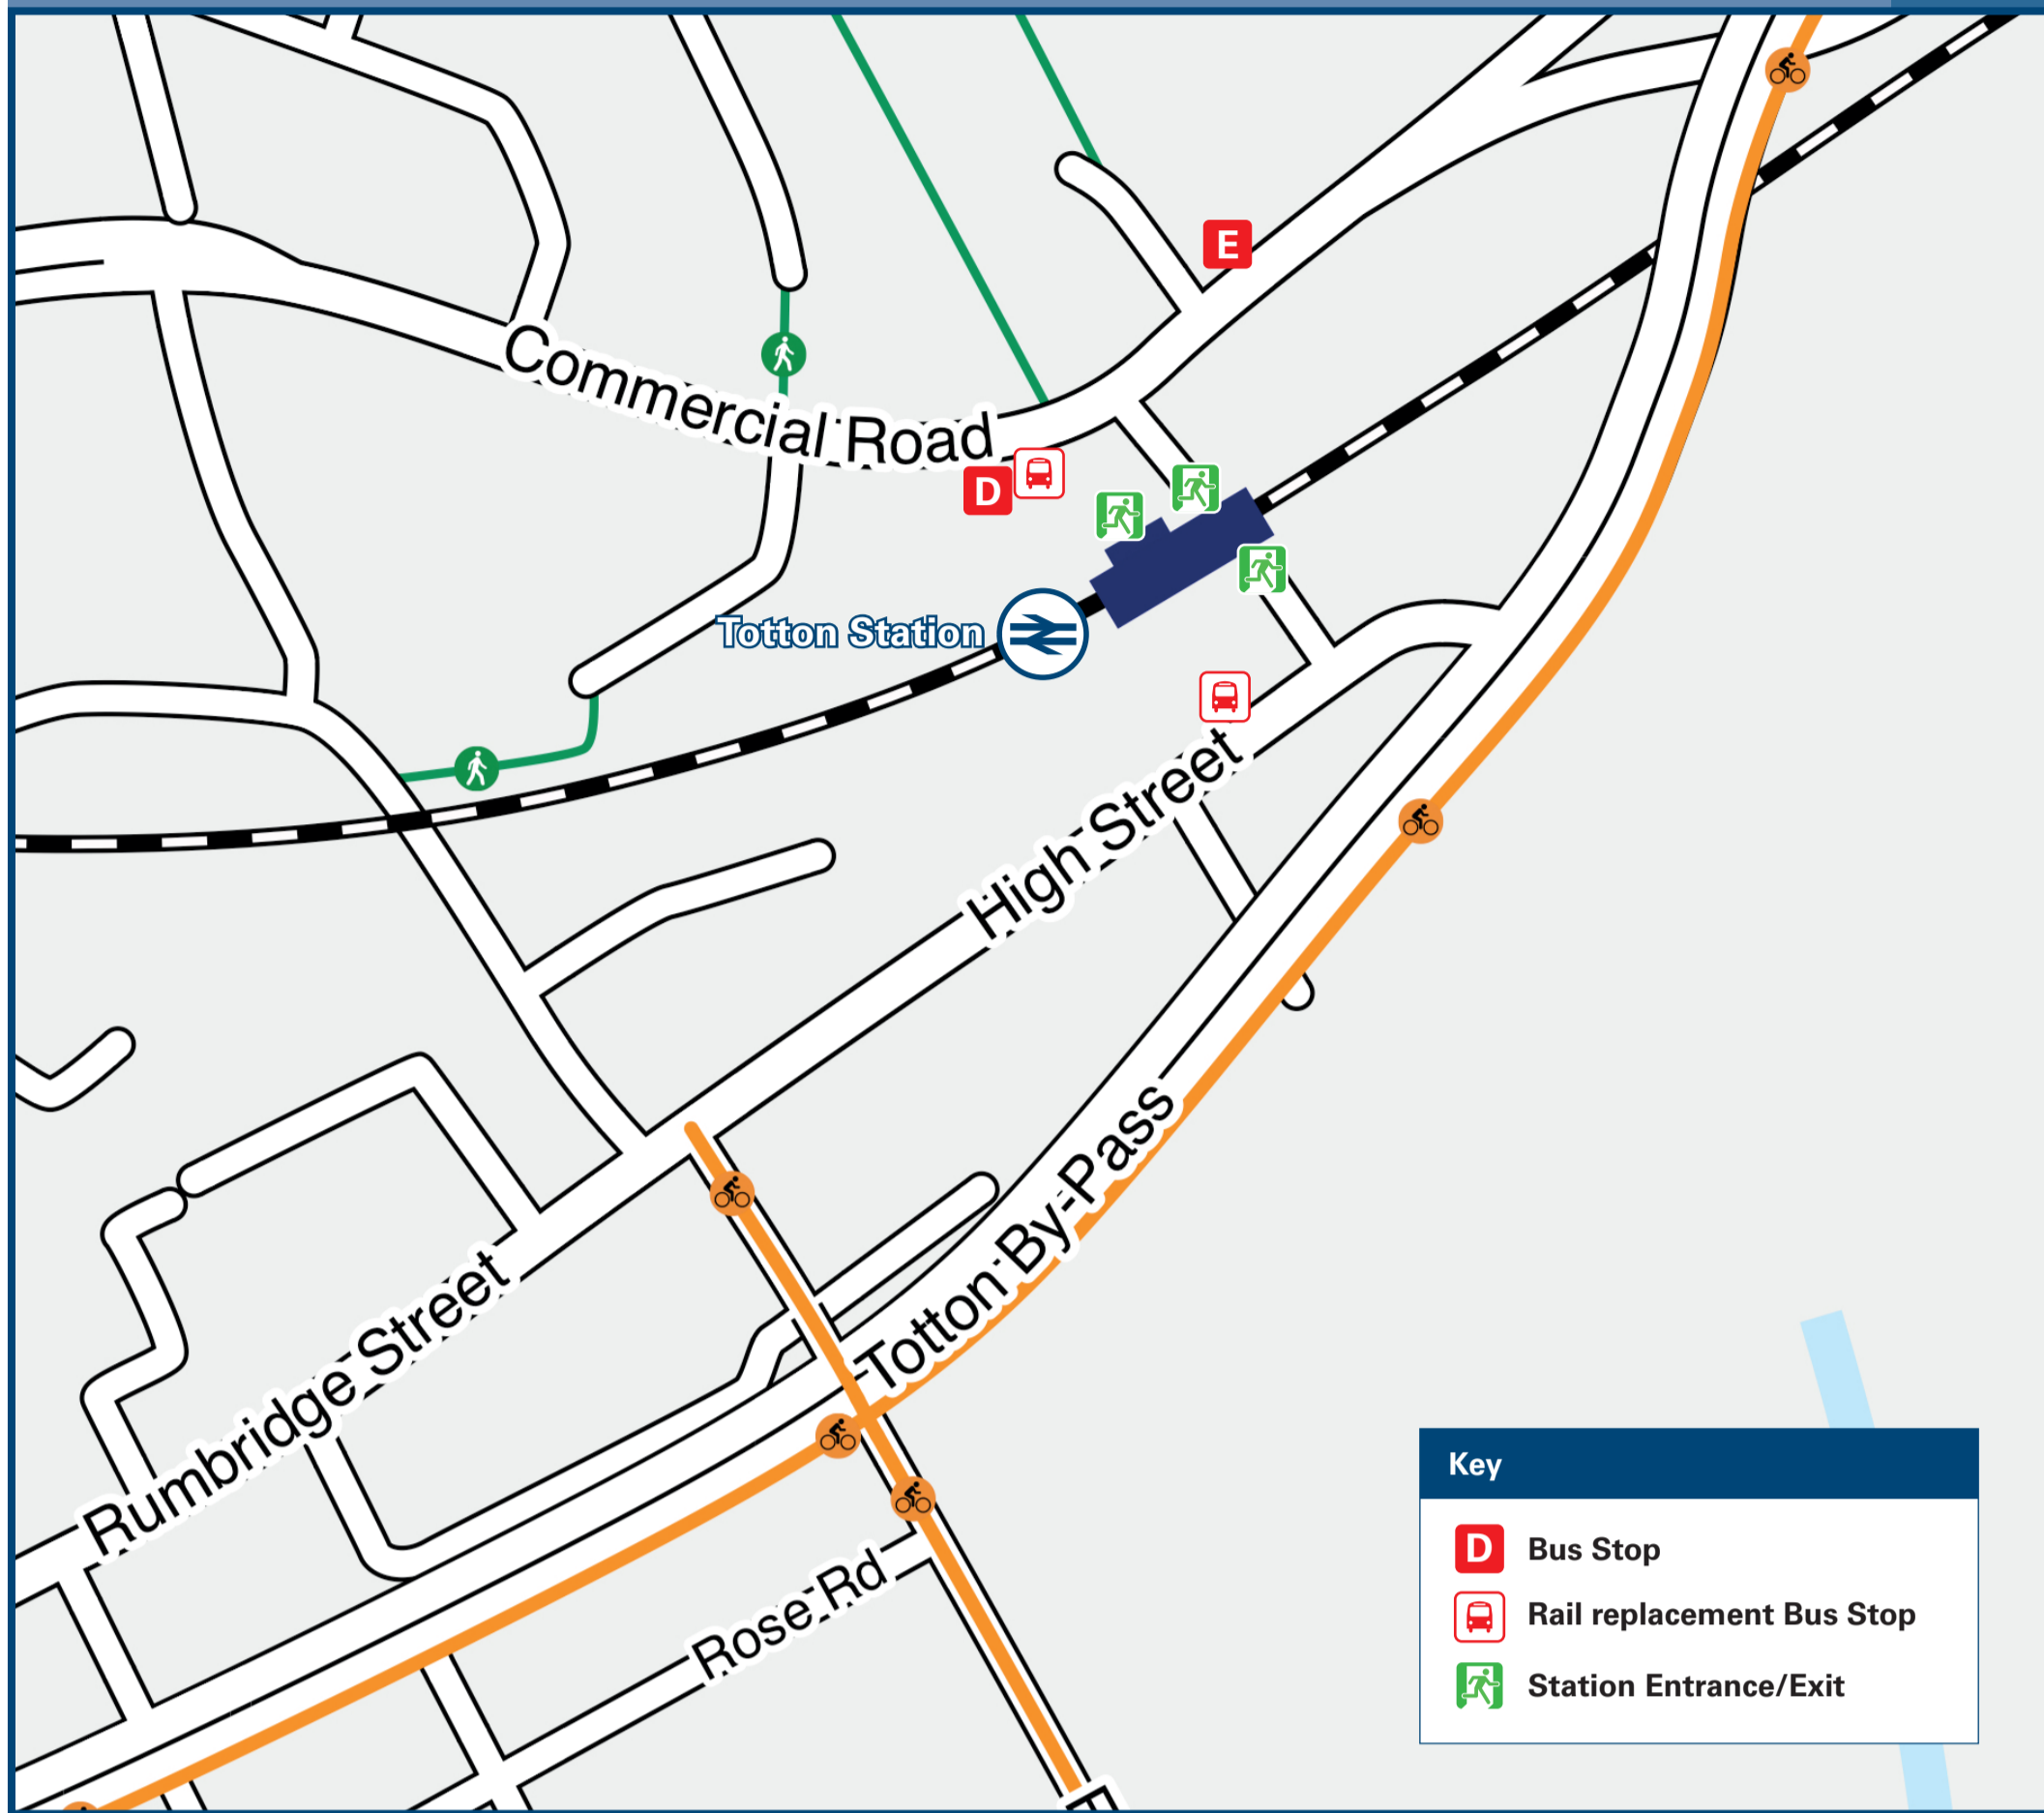 E
Commercial Road
D
Totton Station
High Street
Totton By-Pass
Rumbridge Street
Rose Rd
Key
D Bus Stop
Rail replacement Bus Stop
Station Entrance/Exit